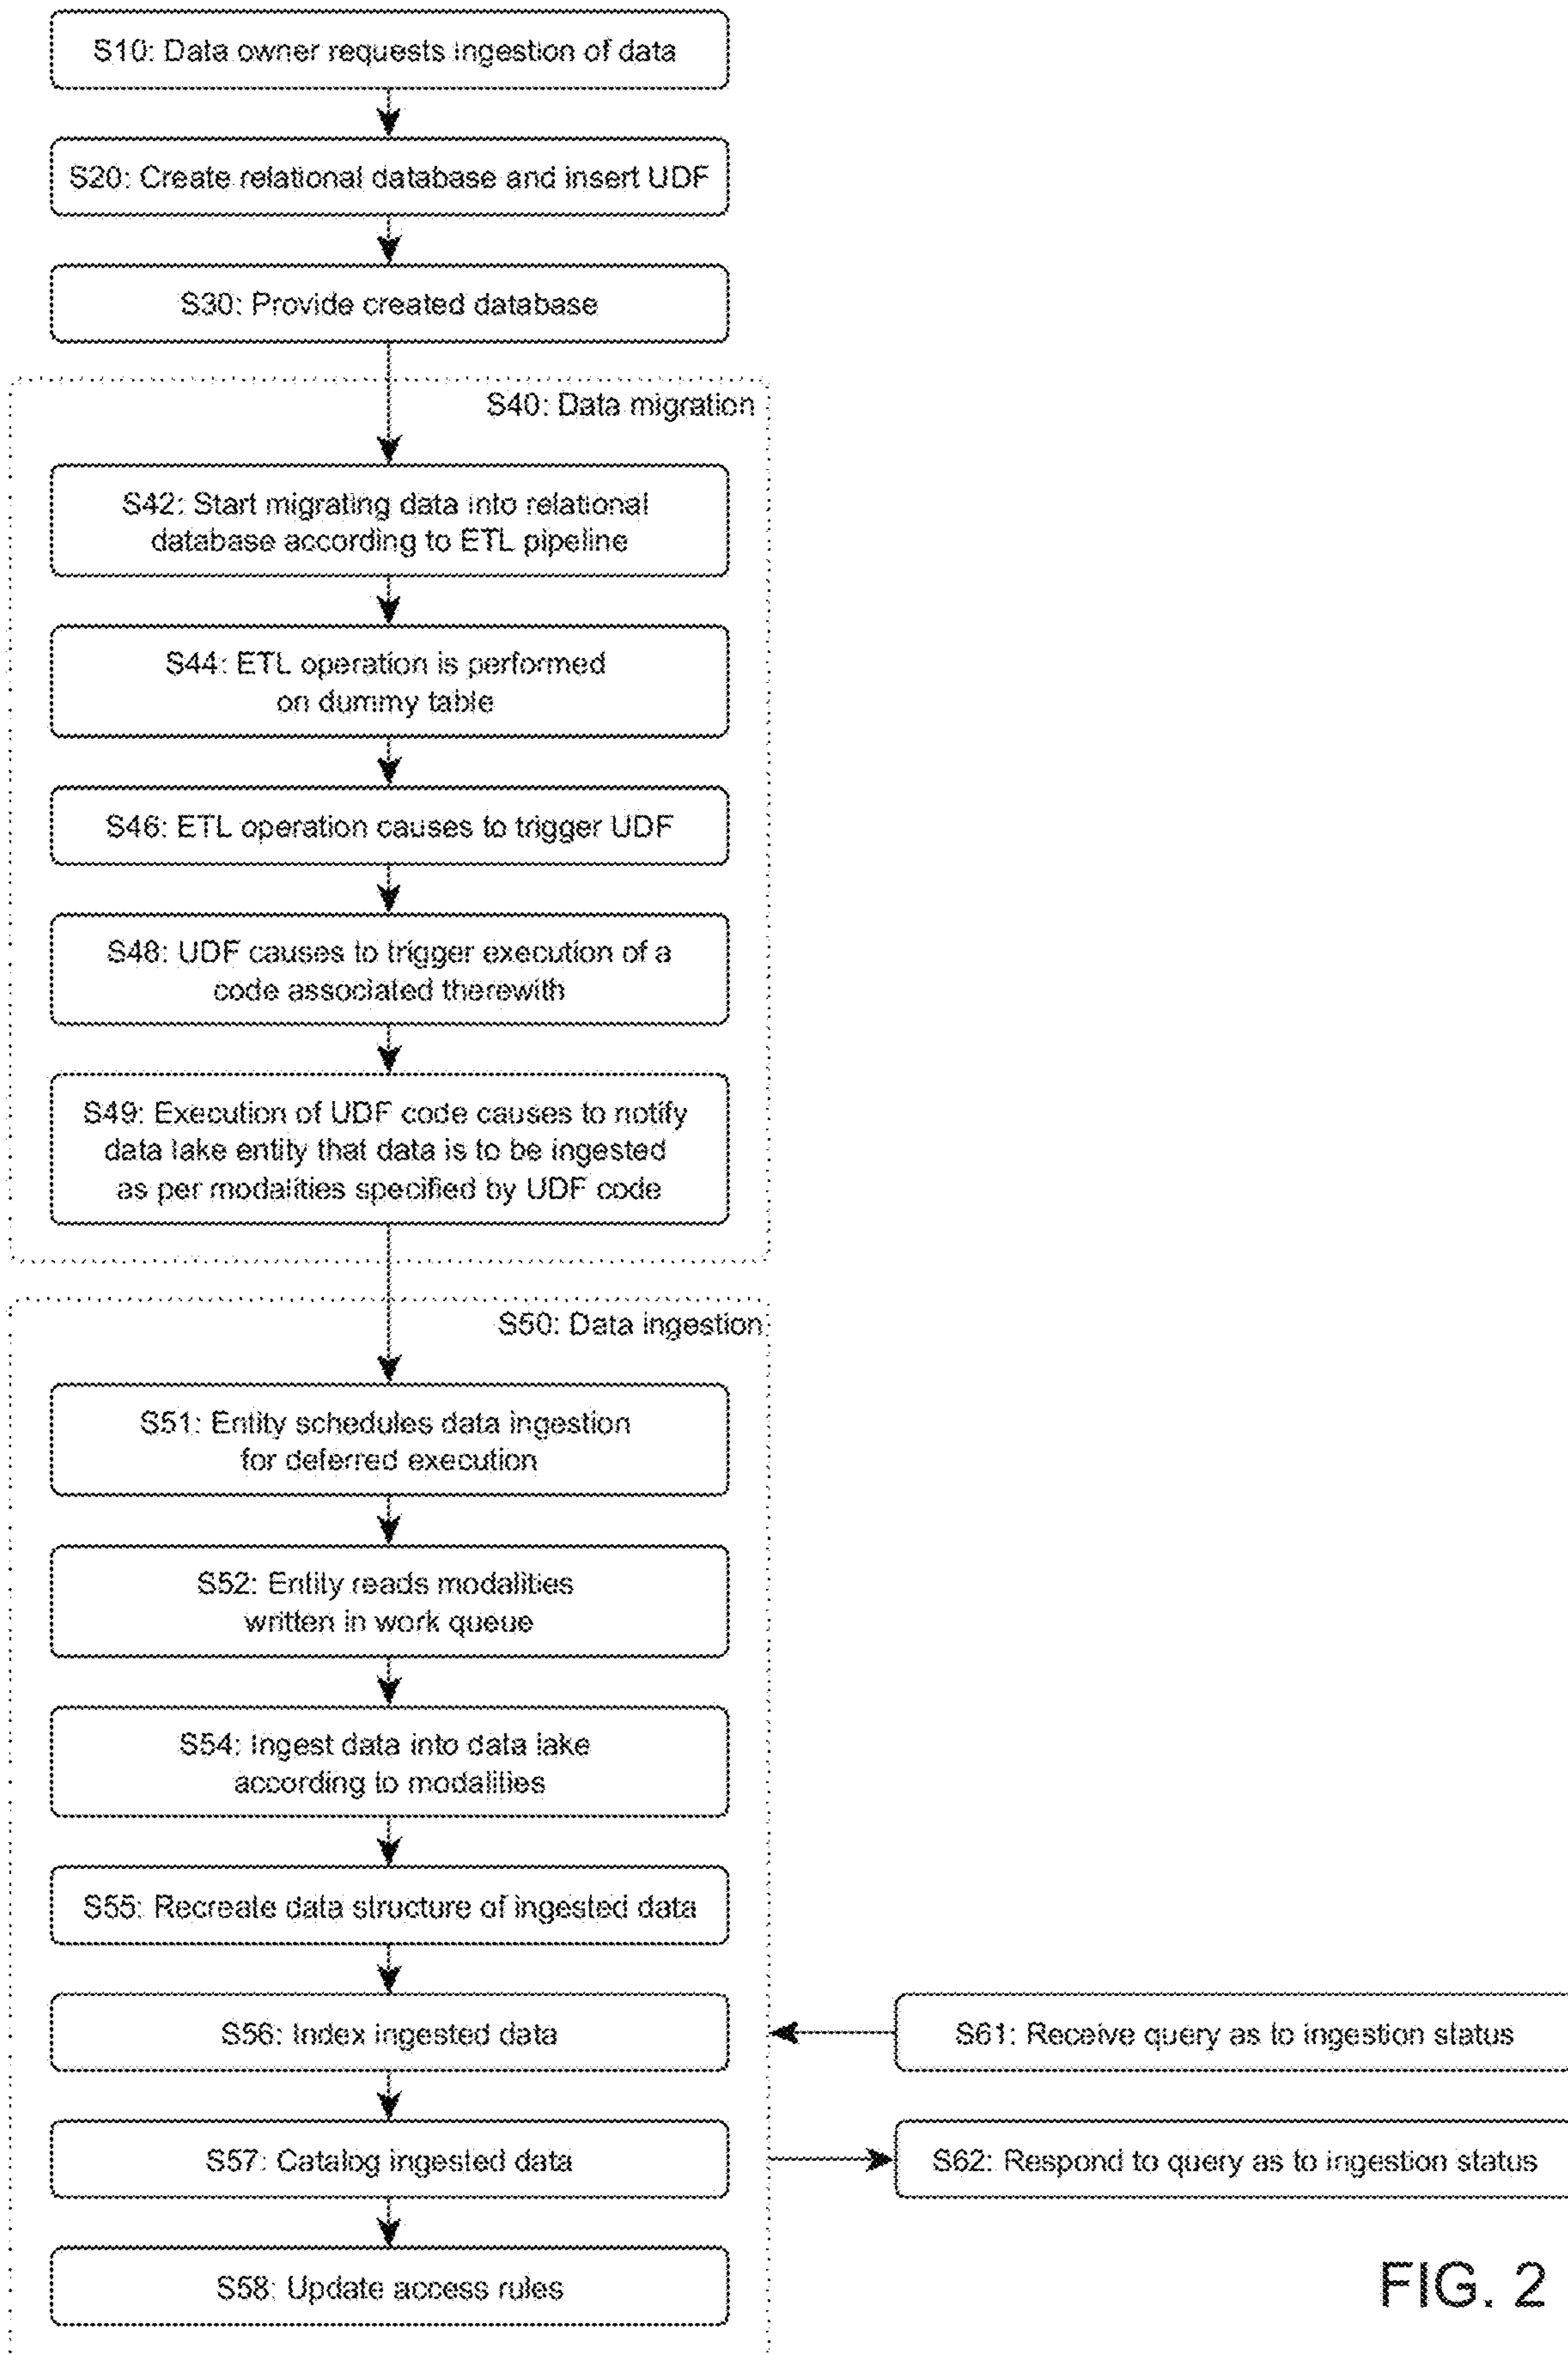 S10: Data owner requests ingestion of data
S20: Create relational database and insert UDF
S30: Provide created database
S40: Data migration
S42: Start migrating data into relational
database according to ETL pipeline
S44: ETL operation is performed
on dummy table
S46: ETL operation causes to trigger UDF
S48: UDF causes to trigger execution of a
code associated therewith
S49: Execution of UDF code causes to notify
data lake entity that data is to be ingested
as per modalities specified by UDF code
S50: Data ingestion
S51: Entity schedules data ingestion
for deferred execution
S52: Entity reads modalities
written in work queue
S54: Ingest data into data lake
according to modalities
S55: Recreate data structure of ingested data
S56: Index ingested data
S61: Receive query as to ingestion status
S57: Catalog ingested data
S62: Respond to query as to ingestion status
S58: Update access rules
FIG. 2